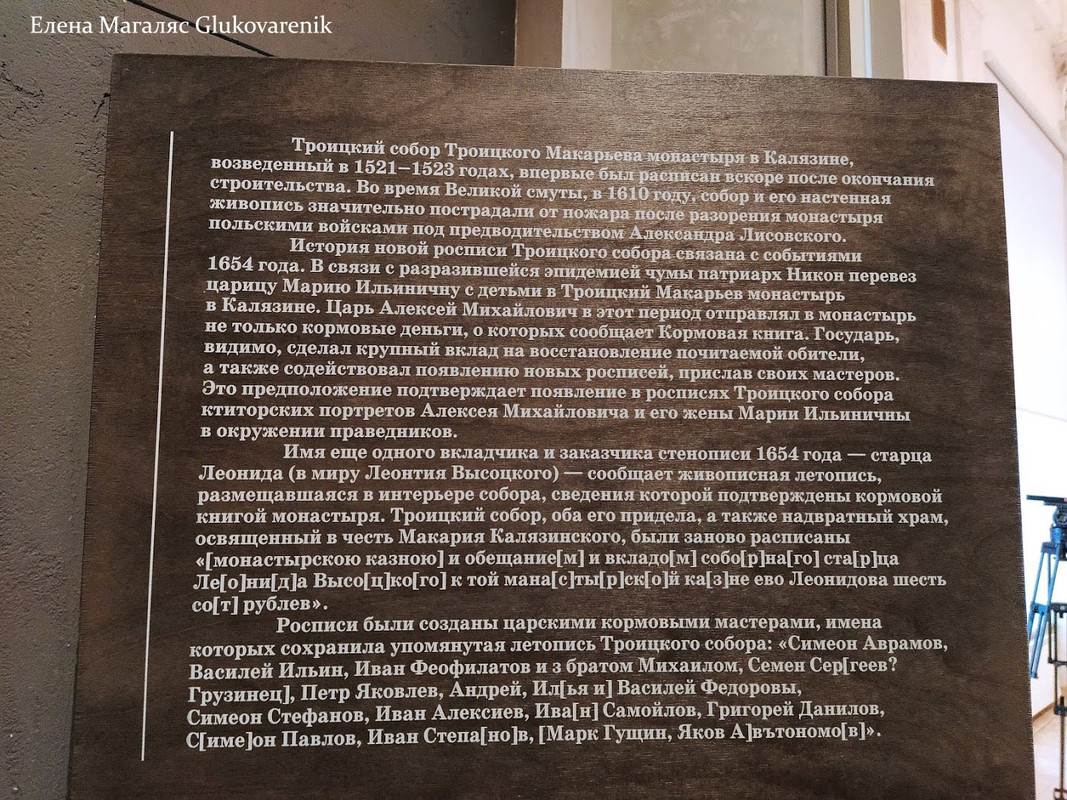 Елена Магаляс Glukovarenik
Троицкий собор Троицкого Макарьева монастыря в Калязине,
возведенный в 1521—1523 годах, впервые был расписан вскоре после окончания
строительства. Во время Великой смуты, в 1610 году, собор и его настенная
живопись значительно пострадали от пожара после разорения монастыря
польскими войсками под предводительством Александра Лисовского.
История новой росписи Троицкого собора связана с событиями
1654 года. В связи с разразившейся эпидемией чумы патриарх Никон перевез
царицу Марию Ильиничну с детьми в Троицкий Макарьев монастырь
в Калязине. Царь Алексей Михайлович в этот период отправлял в монастырь
не только кормовые деньги, о которых сообщает Кормовая книга. Государь,
видимо, сделал крупный вклад на восстановление почитаемой обители,
а также содействовал появлению новых росписей, прислав своих мастеров.
Это предположение подтверждает появление в росписях Троицкого собора
ктиторских портретов Алексея Михайловича и его жены Марии Ильиничны
в окружении праведников.
Имя еще одного вкладчика и заказчика стенописи 1654 года — старца
Леонида (в миру Леонтия Высоцкого) — сообщает живописная летопись,
размещавшаяся в интерьере собора, сведения которой подтверждены кормовой
книгой монастыря. Троицкий собор, оба его придела, а также надвратный храм,
освященный в честь Макария Калязинского, были заново расписаны
«[монастырскою казною] и обещание[м] и вкладо[м] собо[р]на[го] ста[р]ца
Ле[о]ни[д]а Высо[ц]ко[го] к той мана[с]ты[р]ск[о]й ка[з]не ево Леонидова шесть
со[т] рублев».
Росписи были созданы царскими кормовыми мастерами, имена
которых сохранила упомянутая летопись Троицкого собора: «Симеон Аврамов,
Василей Ильин, Иван Феофилатов и з братом Михаилом, Семен Сер[геев?
Грузинец], Петр Яковлев, Андрей, Ил[ья и] Василей Федоровы,
Симеон Стефанов, Иван Алексиев, Ива[н] Самойлов, Григорей Данилов,
С[име]он Павлов, Иван Степа[но]в, [Марк Гущин, Яков А]вътономо[в]».